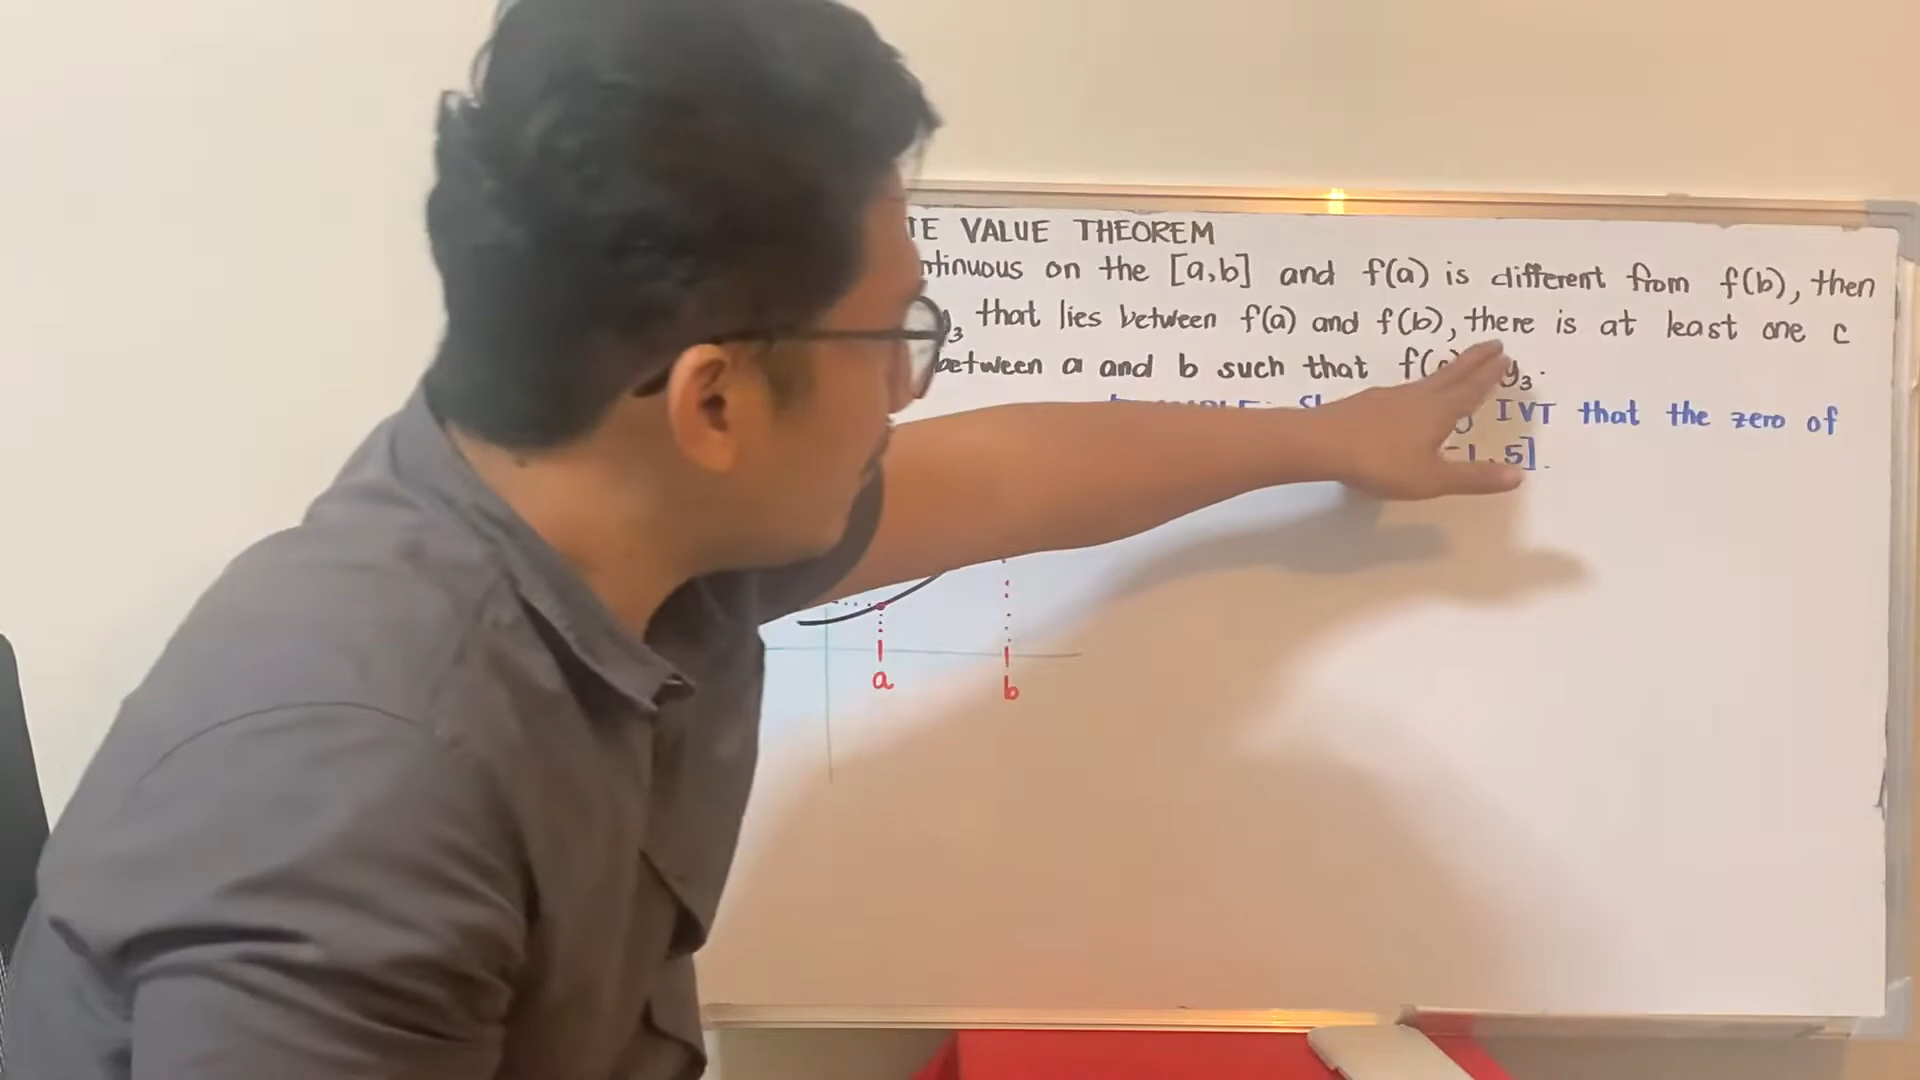 TE VALUE THEOREM
ntinuous on the [a,b] and f(a) is different from f(b), then
y₃ that lies between f(a) and f(b), there is at least one c
between a and b such that f(c) y₃.
IVT that the zero of
-1, 5].
a
b